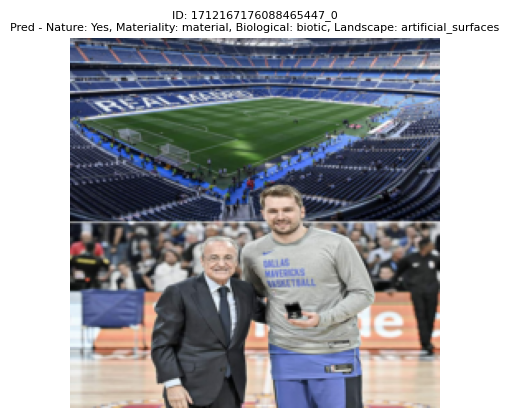 ID: 1712167176088465447_0
Pred - Nature: Yes, Materiality: material, Biological: biotic, Landscape: artificial_surfaces
REAL MADRID
DALLAS
MAVERICKS
BASKETBALL